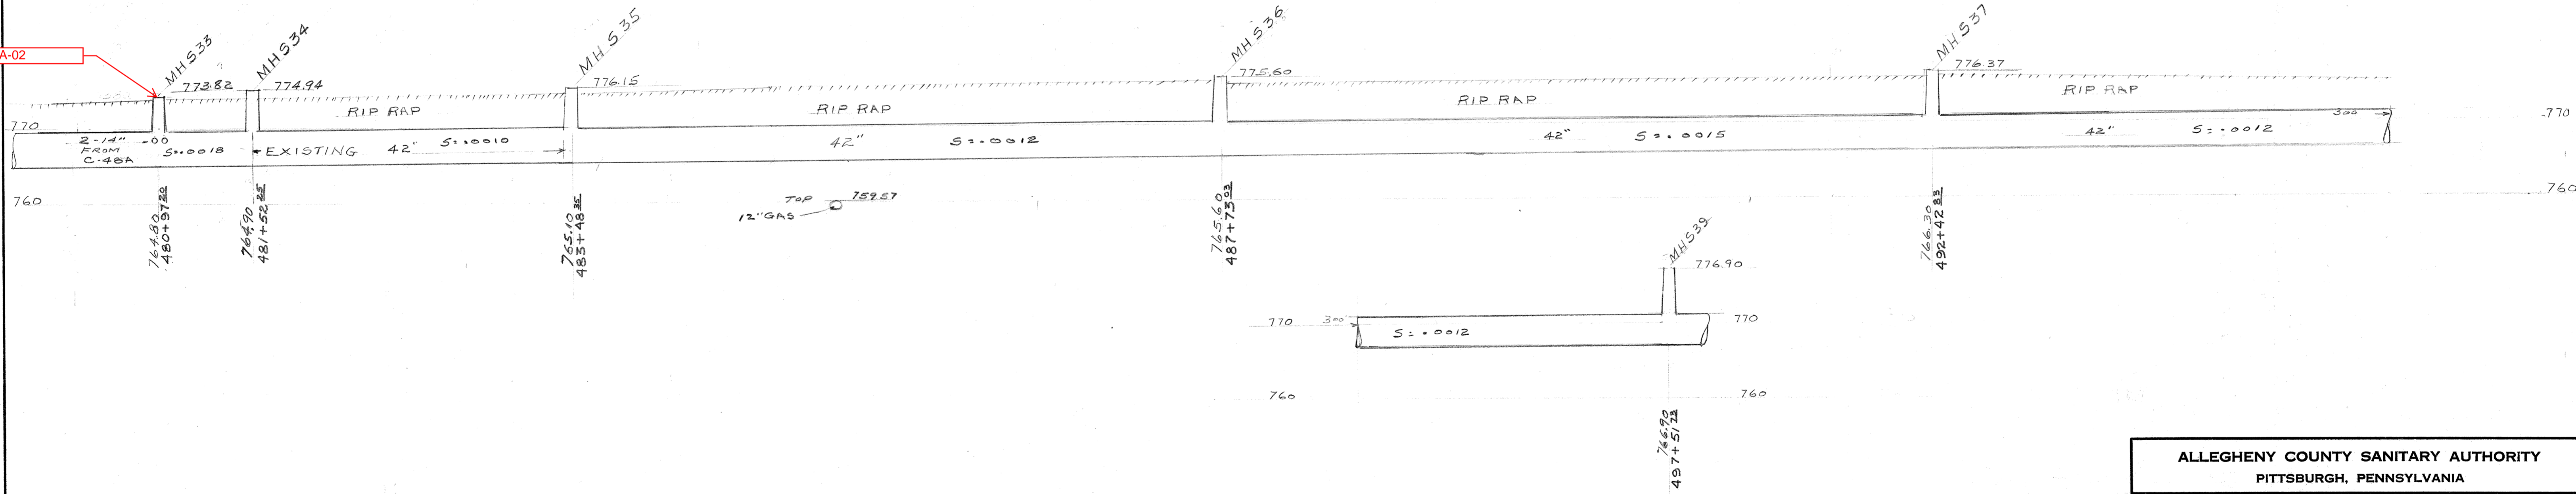 A-02
MH S33
773.82
MH S34
774.94
MH S 35
776.15
MH S36
775.60
MH S37
776.37
RIP RAP
RIP RAP
RIP RAP
RIP RAP
770
770
2-14"
FROM
C-48A
S=.0018
EXISTING
42"
S=.0010
42"
S=.0012
42"
S=.0015
42"
S=.0012
300
760
760
764.80
480+97 20
764.90
481+52 25
765.10
483+48 35
TOP 759.57
12" GAS
765.60
487+73 03
766.30
492+42 83
MH S39
776.90
770
300
S=.0012
770
760
760
766.90
497+51 23
ALLEGHENY COUNTY SANITARY AUTHORITY
PITTSBURGH, PENNSYLVANIA